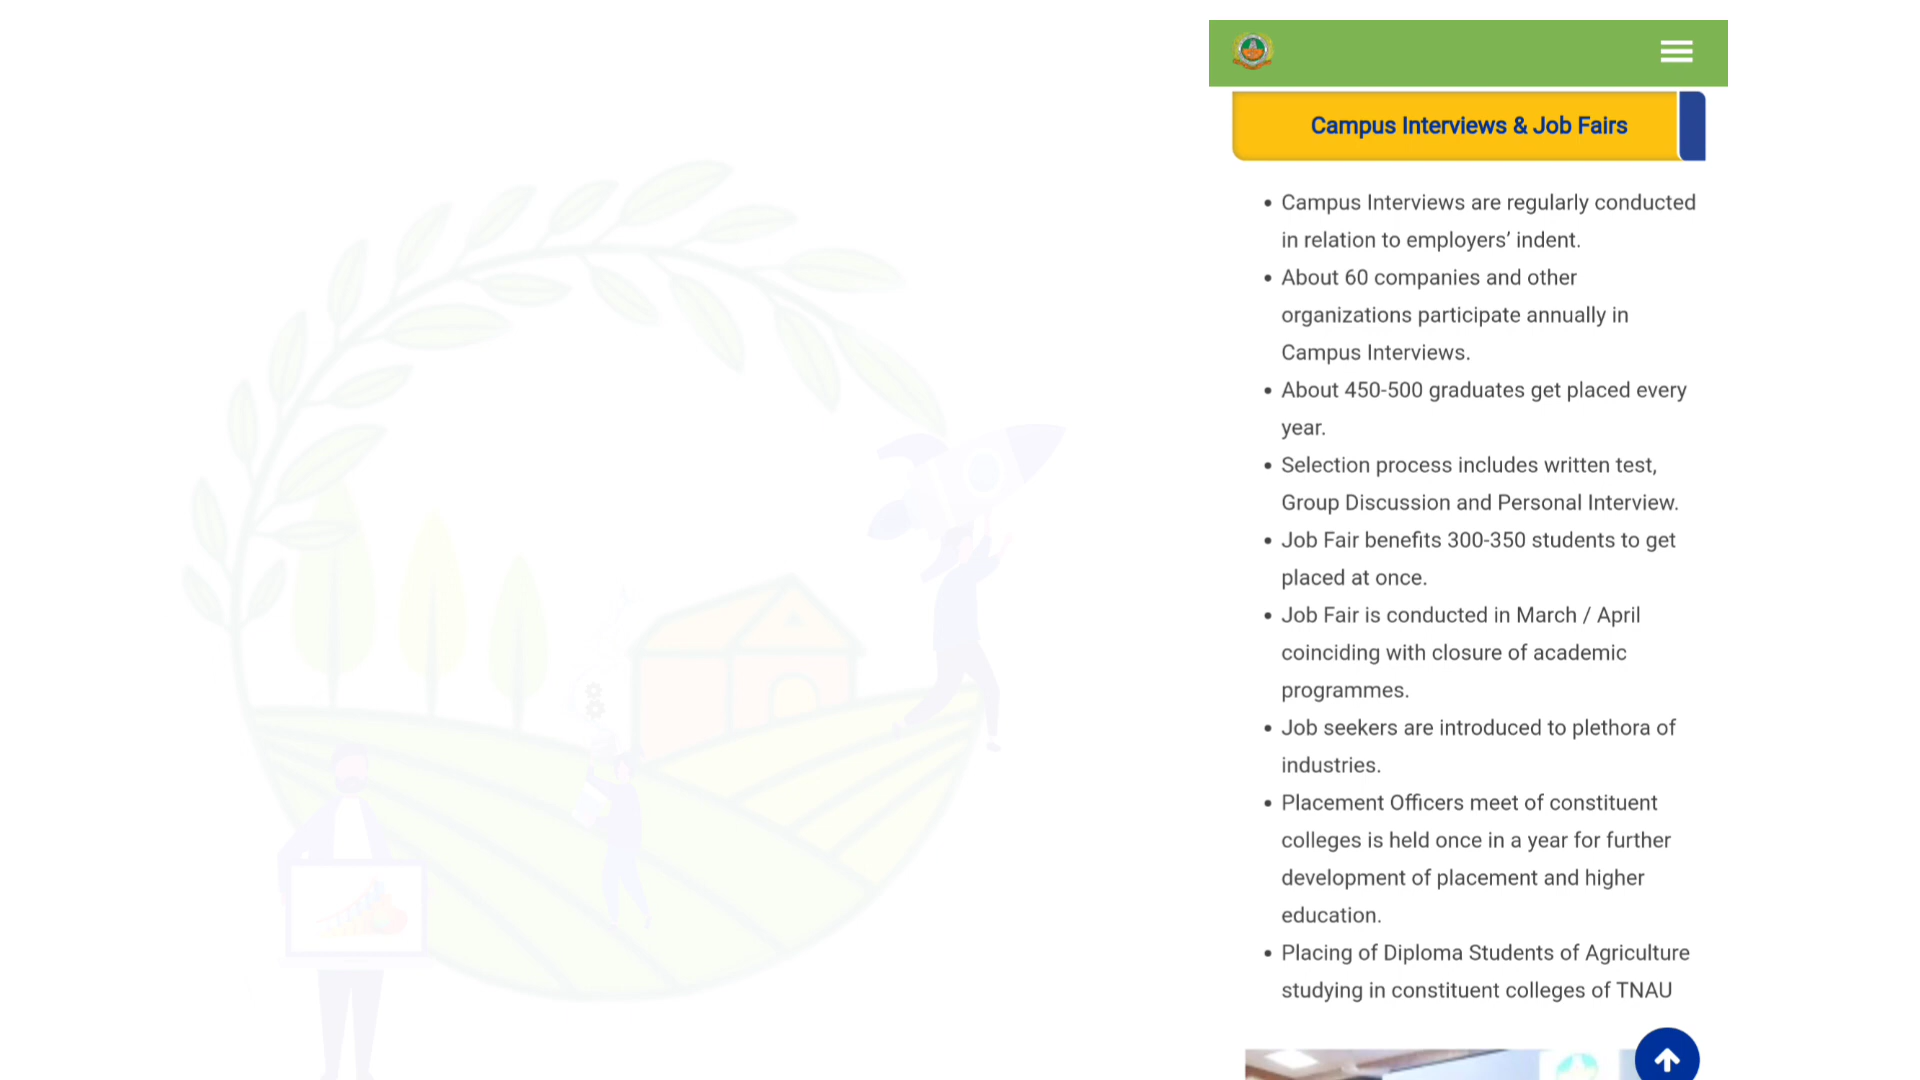 Campus Interviews & Job Fairs
• Campus Interviews are regularly conducted
in relation to employers’ indent.
• About 60 companies and other
organizations participate annually in
Campus Interviews.
• About 450-500 graduates get placed every
year.
• Selection process includes written test,
Group Discussion and Personal Interview.
• Job Fair benefits 300-350 students to get
placed at once.
• Job Fair is conducted in March / April
coinciding with closure of academic
programmes.
• Job seekers are introduced to plethora of
industries.
• Placement Officers meet of constituent
colleges is held once in a year for further
development of placement and higher
education.
• Placing of Diploma Students of Agriculture
studying in constituent colleges of TNAU